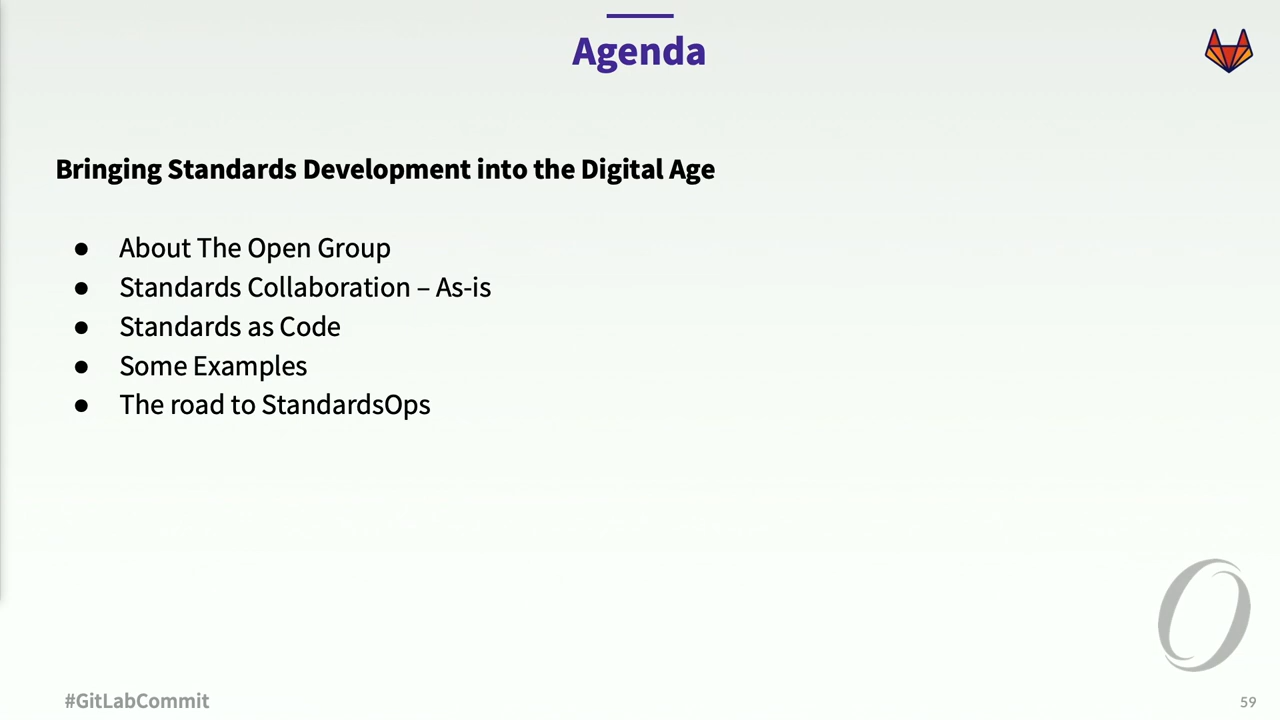 Agenda
Bringing Standards Development into the Digital Age
● About The Open Group
● Standards Collaboration – As-is
● Standards as Code
● Some Examples
● The road to StandardsOps
#GitLabCommit
59